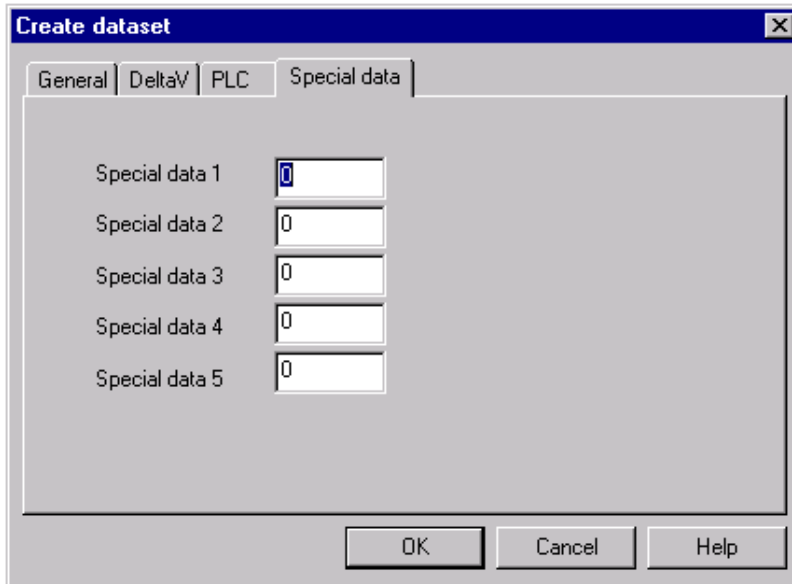 Create dataset
General DeltaV PLC Special data
Special data 1 0
Special data 2 0
Special data 3 0
Special data 4 0
Special data 5 0
OK Cancel Help